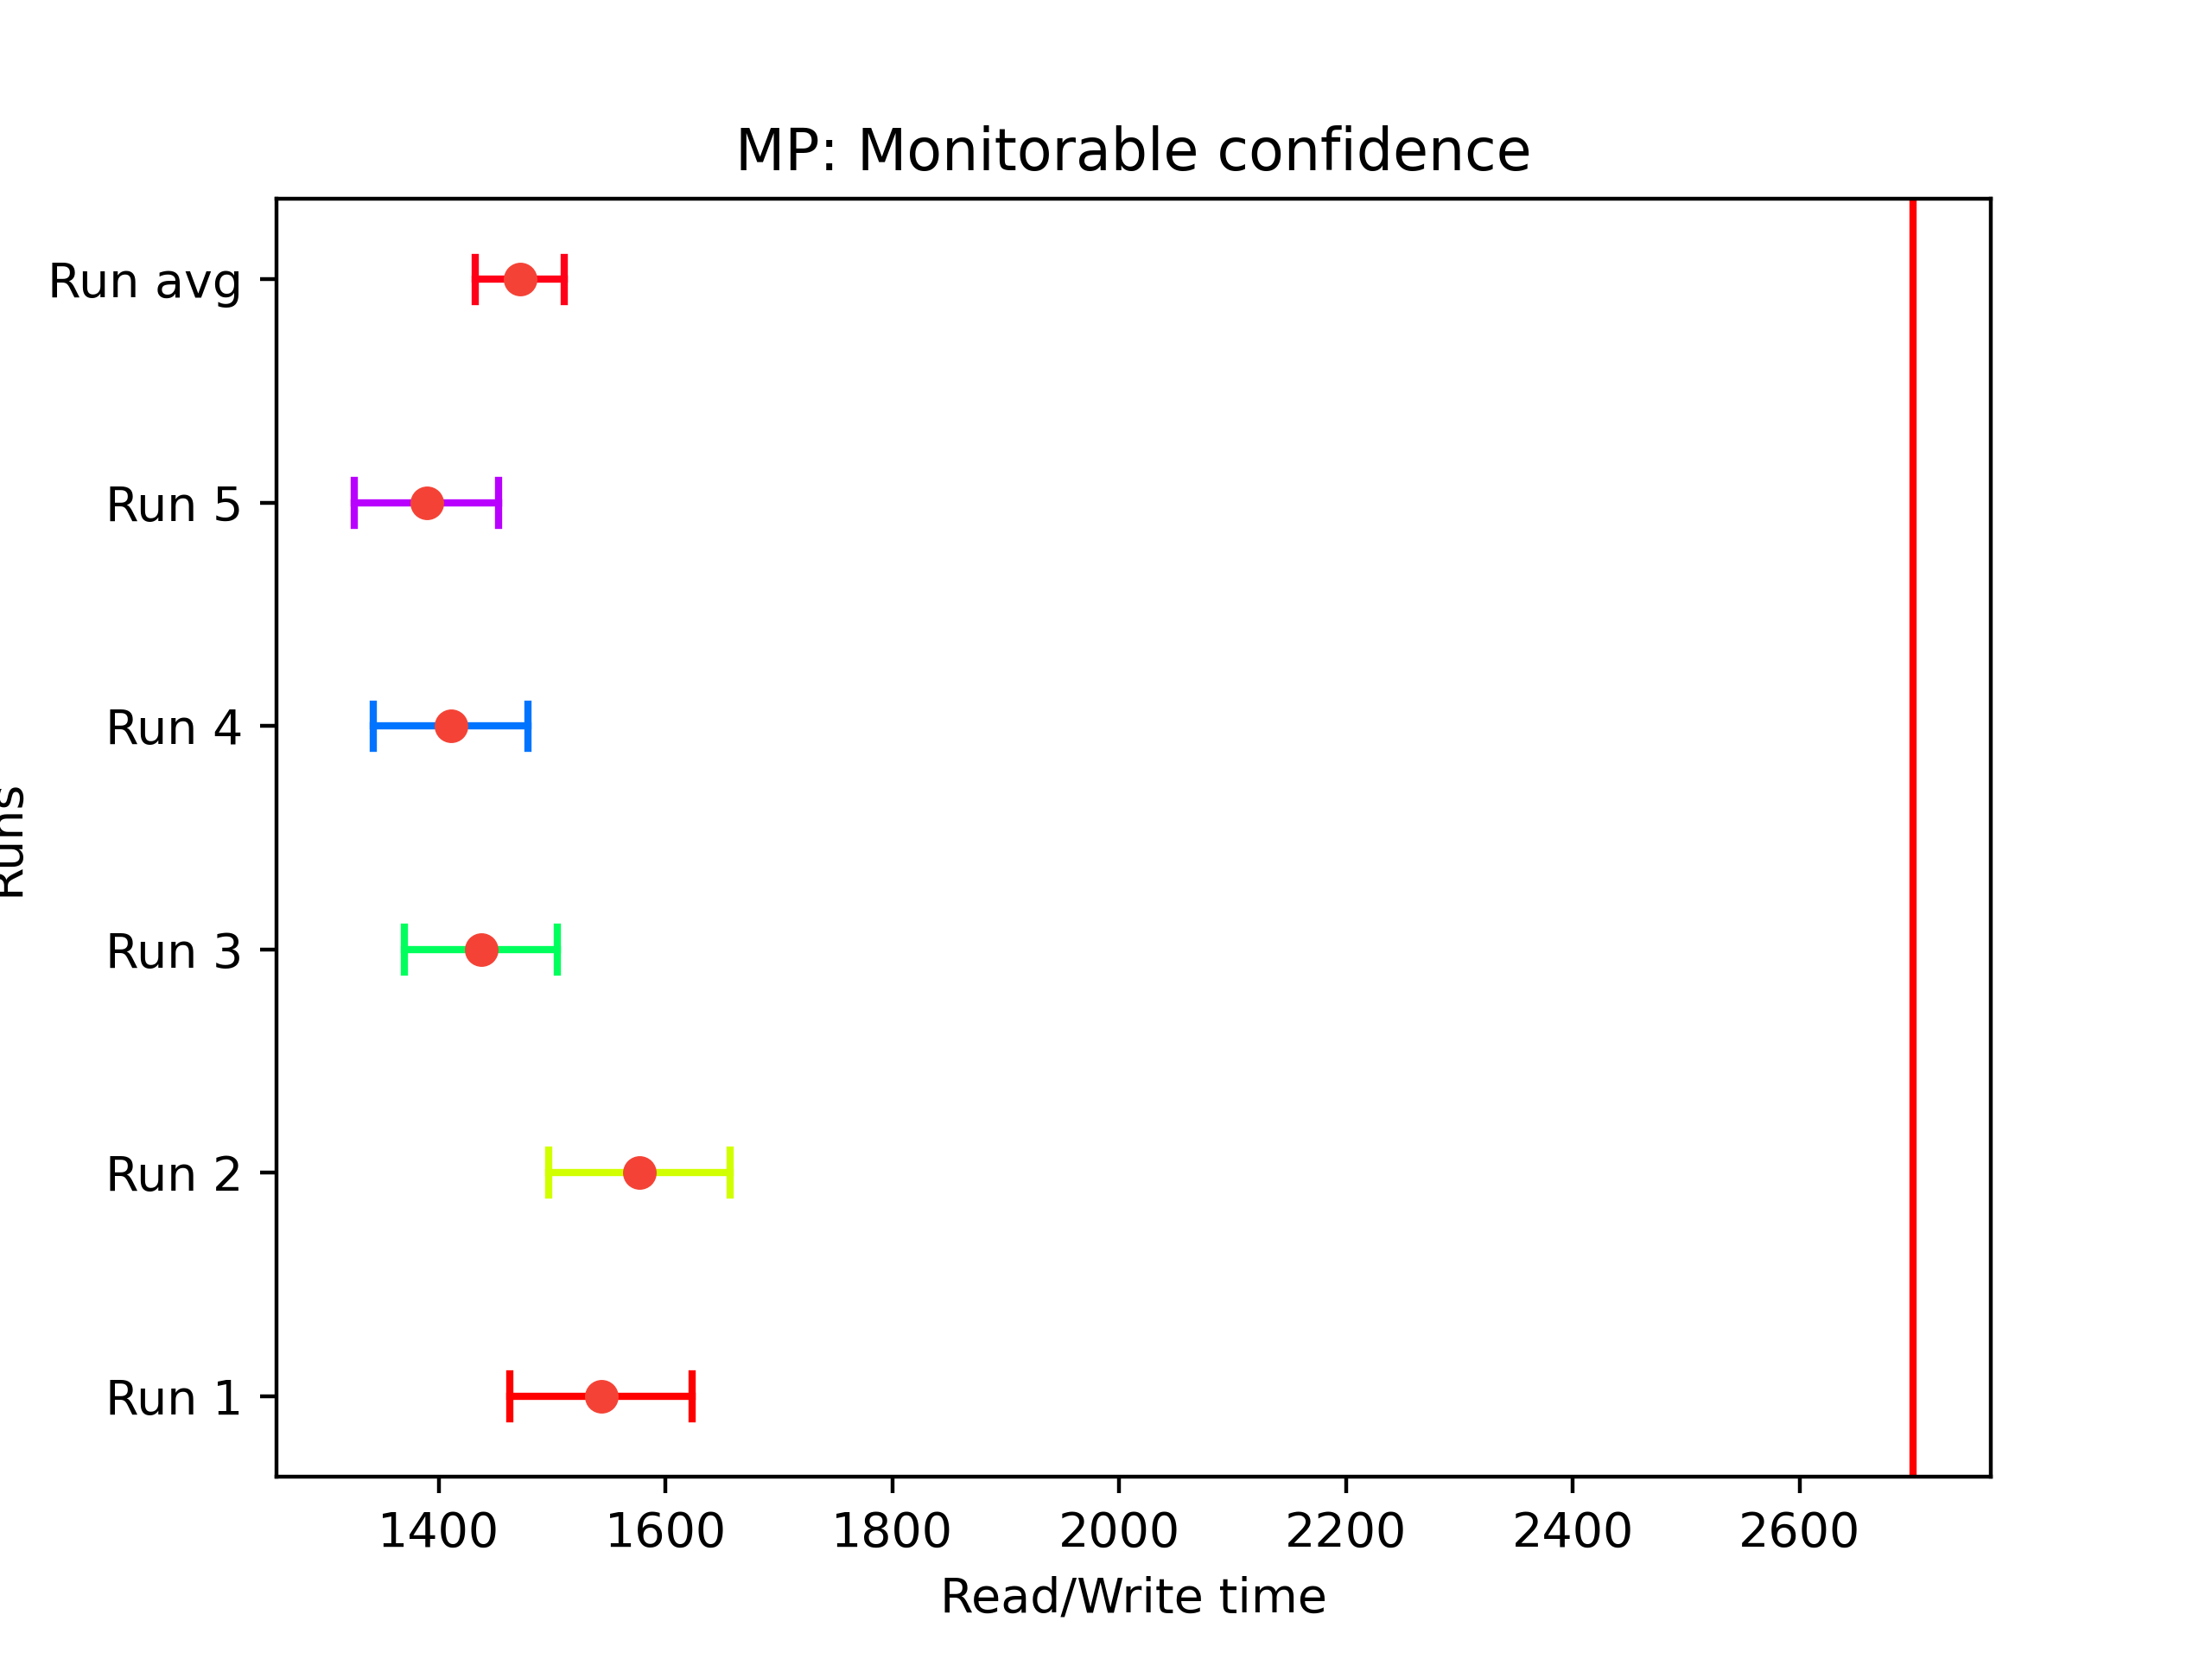 MP: Monitorable confidence
Run avg
Run 5
Run 4
Run 3
Run 2
Run 1
Runs
1400 1600 1800 2000 2200 2400 2600
Read/Write time